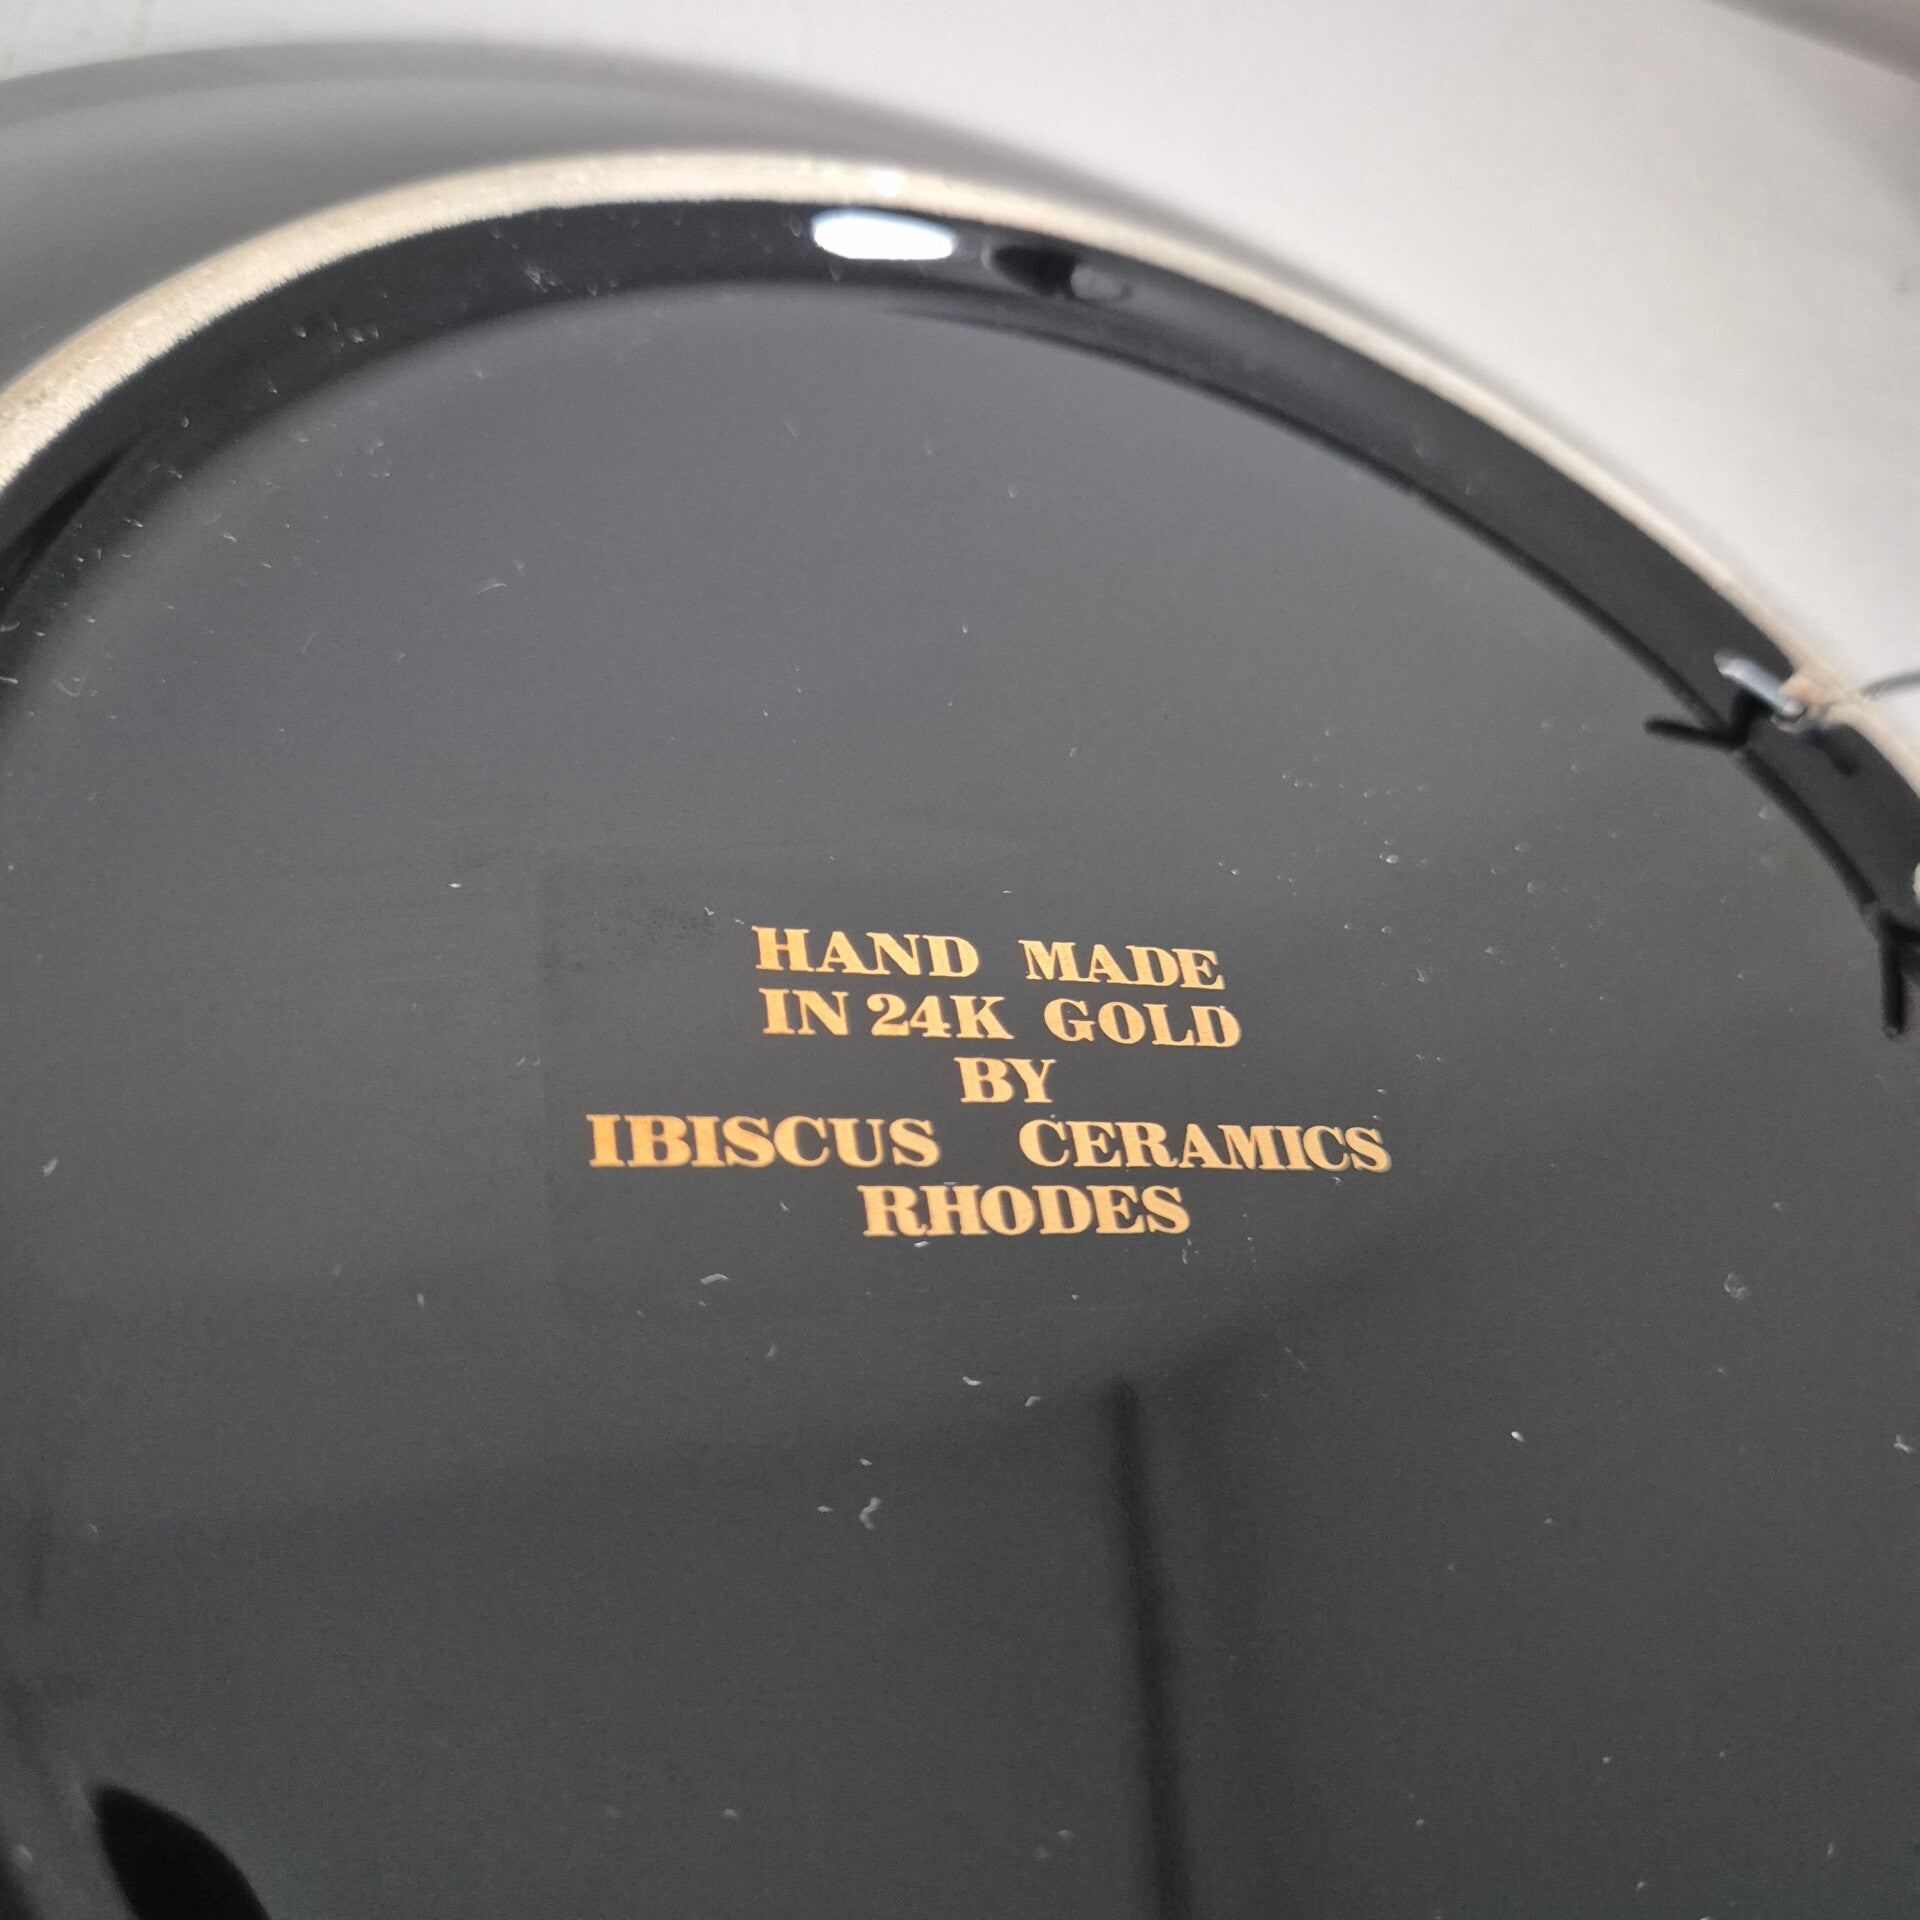 HAND MADE
IN 24K GOLD
BY
IBISCUS CERAMICS
RHODES